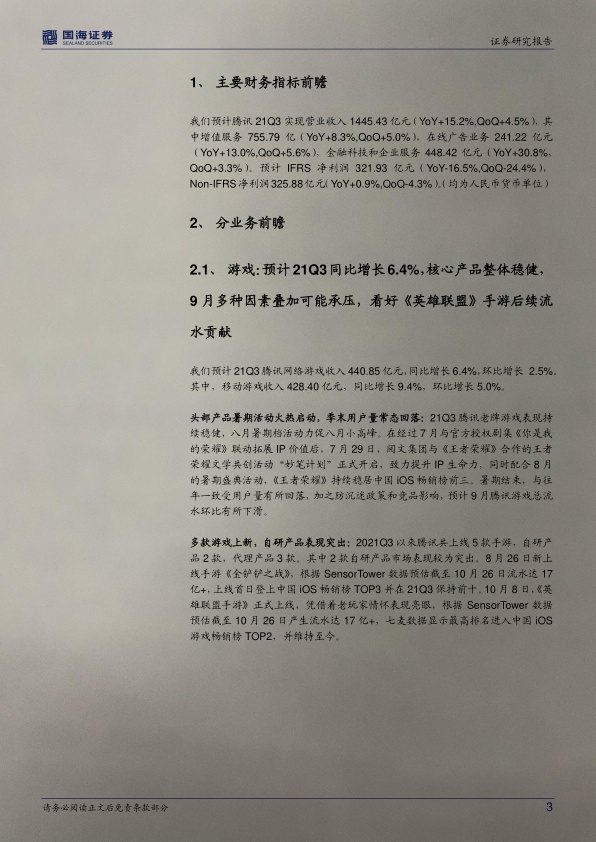 国海证券
SEALAND SECURITIES
证券研究报告
1、 主要财务指标前瞻
我们预计腾讯 21Q3 实现营业收入 1445.43 亿元（YoY+15.2%,QoQ+4.5%），其
中增值服务 755.79 亿（YoY+8.3%,QoQ+5.0%），在线广告业务 241.22 亿元
（YoY+13.0%,QoQ+5.6%），金融科技和企业服务 448.42 亿元（YoY+30.8%,
QoQ+3.3%）。预计 IFRS 净利润 321.93 亿元（YoY-16.5%,QoQ-24.4%），
Non-IFRS 净利润 325.88 亿元（YoY+0.9%,QoQ-4.3%）。（均为人民币货币单位）
2、 分业务前瞻
2.1、 游戏：预计 21Q3 同比增长 6.4%，核心产品整体稳健，
9 月多种因素叠加可能承压，看好《英雄联盟》手游后续流
水贡献
我们预计 21Q3 腾讯网络游戏收入 440.85 亿元，同比增长 6.4%，环比增长 2.5%。
其中，移动游戏收入 428.40 亿元，同比增长 9.4%，环比增长 5.0%。
头部产品暑期活动火热启动，季末用户量常态回落：21Q3 腾讯老牌游戏表现持
续稳健，八月暑期档活动力促八月小高峰。在经过 7 月与官方授权剧集《你是我
的荣耀》联动拓展 IP 价值后，7 月 29 日，阅文集团与《王者荣耀》合作的王者
荣耀文学共创活动“妙笔计划”正式开启，致力提升 IP 生命力，同时配合 8 月
的暑期盛典活动，《王者荣耀》持续稳居中国 iOS 畅销榜前三。暑期结束，与往
年一致受用户量有所回落，加之防沉迷政策和竞品影响，预计 9 月腾讯游戏总流
水环比有所下滑。
多款游戏上新，自研产品表现突出：2021Q3 以来腾讯共上线 5 款手游，自研产
品 2 款，代理产品 3 款。其中 2 款自研产品市场表现较为突出。8 月 26 日新上
线手游《金铲铲之战》，根据 SensorTower 数据预估截至 10 月 26 日流水达 17
亿+，上线首日登上中国 iOS 畅销榜 TOP3 并在 21Q3 保持前十。10 月 8 日，《英
雄联盟手游》正式上线，凭借着老玩家情怀表现亮眼，根据 SensorTower 数据
预估截至 10 月 26 日产生流水达 17 亿+，七麦数据显示最高排名进入中国 iOS
游戏畅销榜 TOP2，并维持至今。
请务必阅读正文后免责条款部分
3